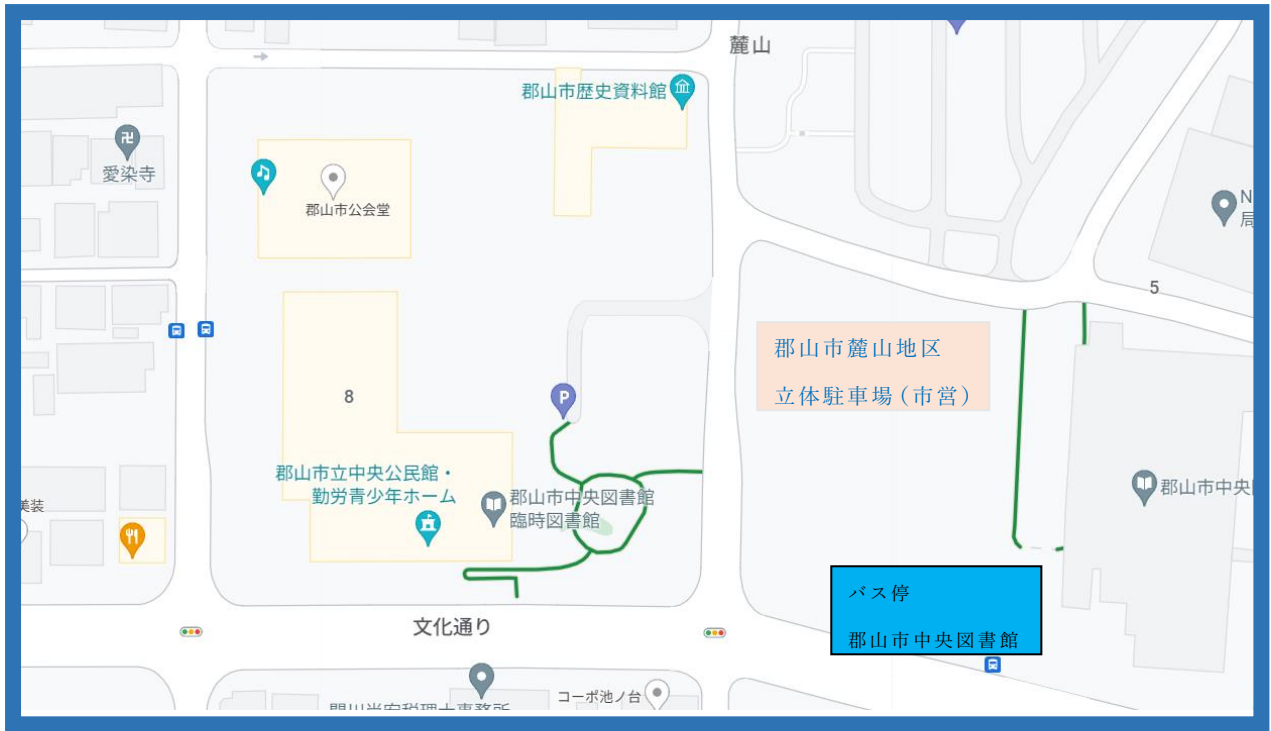 麓山
郡山市歴史資料館
愛染寺
郡山市公会堂
N
局
5
郡山市麓山地区
立体駐車場(市営)
8
P
郡山市立中央公民館・
勤労青少年ホーム
郡山市中央図書館
臨時図書館
郡山市中央
美装
バス停
郡山市中央図書館
文化通り
コーポ池ノ台